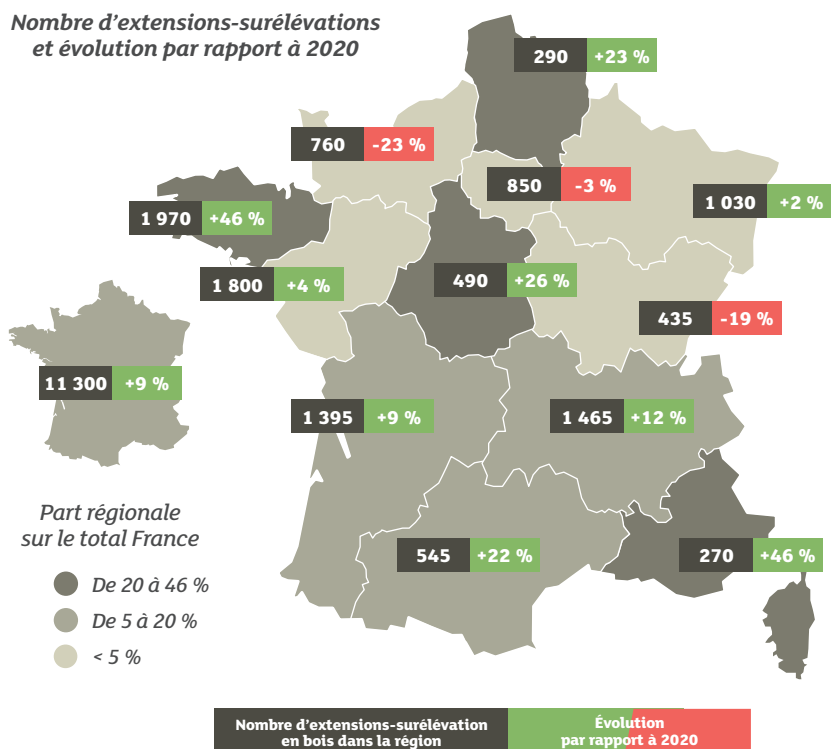 Nombre d'extensions-surélévations
et évolution par rapport à 2020
290 +23 %
760 -23 %
850 -3 %
1 030 +2 %
1 970 +46 %
1 800 +4 %
490 +26 %
435 -19 %
11 300 +9 %
1 395 +9 %
1 465 +12 %
545 +22 %
270 +46 %
Part régionale
sur le total France
De 20 à 46 %
De 5 à 20 %
< 5 %
Nombre d'extensions-surélévation
en bois dans la région
Évolution
par rapport à 2020